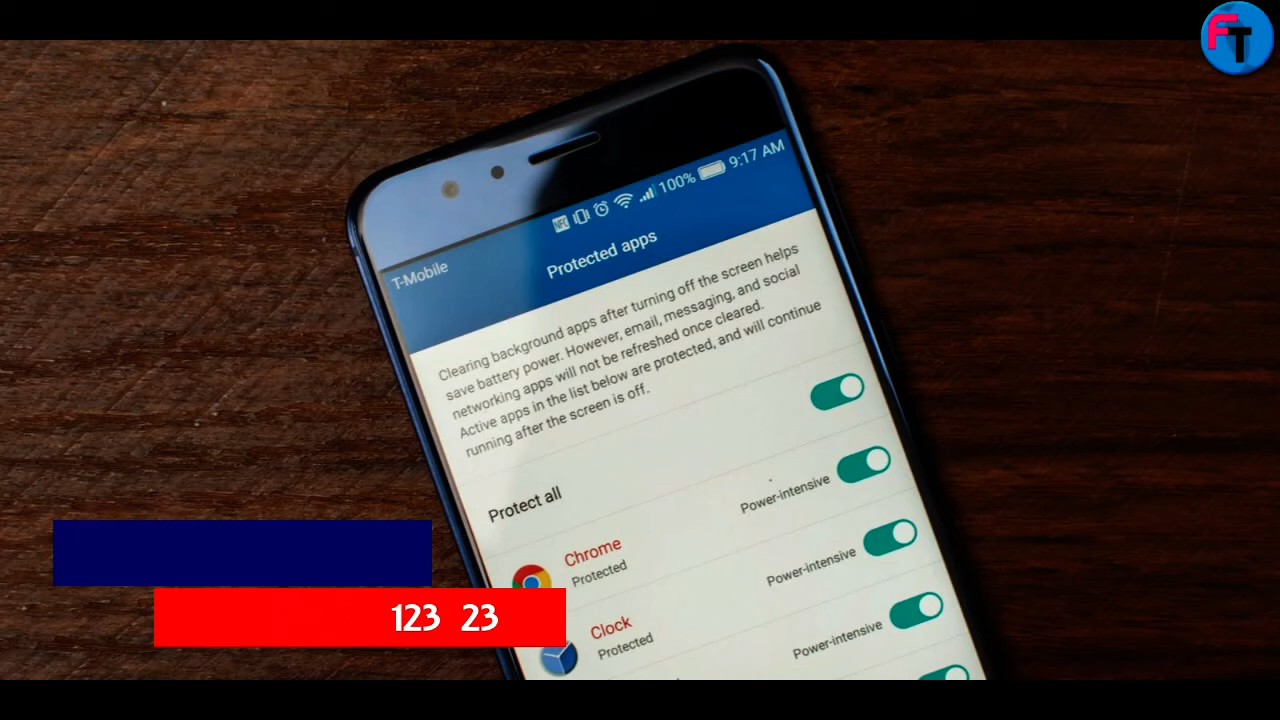 FT
NFC
100%
9:17 AM
T-Mobile
Protected apps
Clearing background apps after turning off the screen helps
save battery power. However, email, messaging, and social
networking apps will not be refreshed once cleared.
Active apps in the list below are protected, and will continue
running after the screen is off.
Protect all
Chrome
Protected
Power-intensive
Clock
Protected
Power-intensive
Power-intensive
123 23